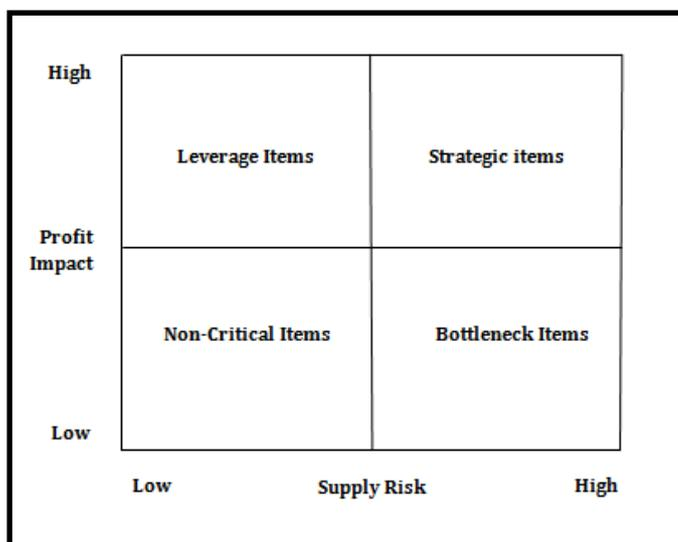 High
Leverage Items
Strategic items
Profit
Impact
Non-Critical Items
Bottleneck Items
Low
Low
Supply Risk
High